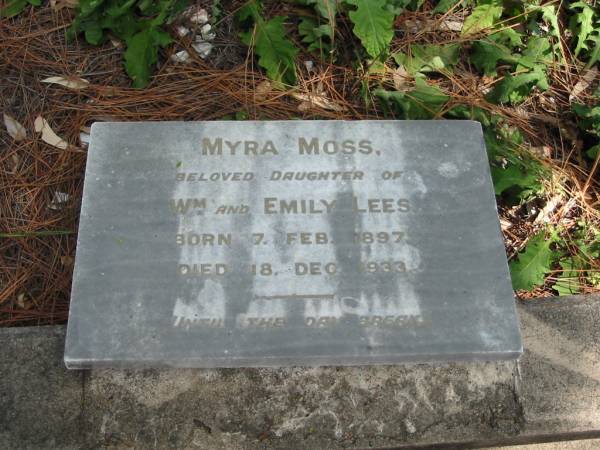 MYRA MOSS,
BELOVED DAUGHTER OF
WM AND EMILY LEES.
BORN 7. FEB. 1897.
DIED 18. DEC. 1933.
UNTIL THE DAY BREAK.